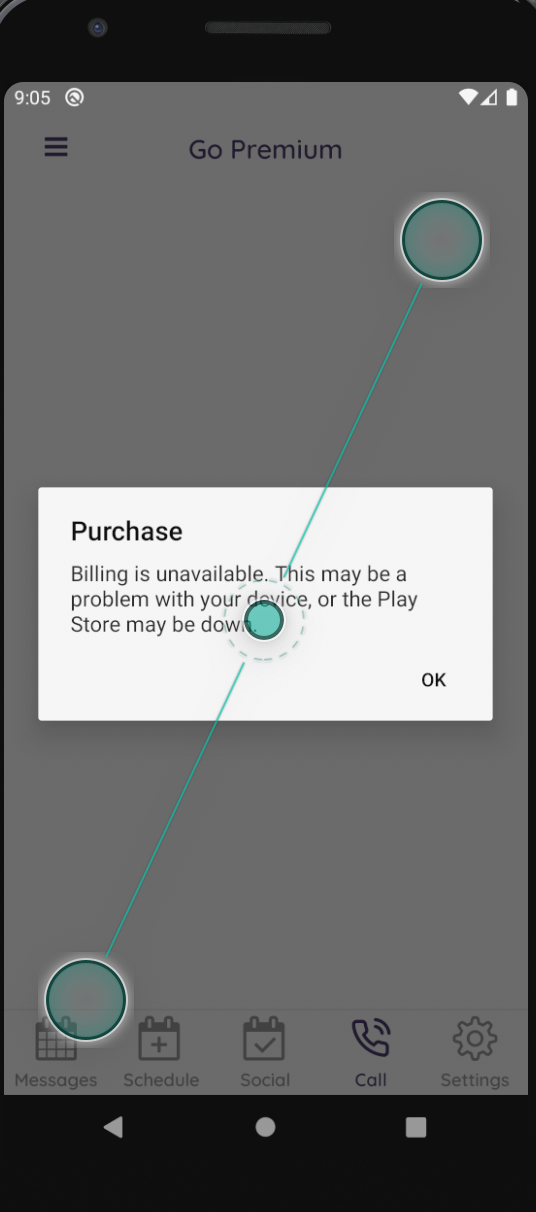 9:05
Go Premium
Purchase
Billing is unavailable. This may be a
problem with your device, or the Play
Store may be down.
OK
Messages Schedule Social Call Settings